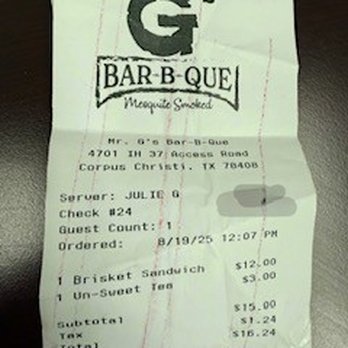 G
BAR-B-QUE
Mesquite Smoked
Mr. G's Bar-B-Que
4701 IH 37 Access Road
Corpus Christi, TX 78408
Server: JULIE G
Check #24
Guest Count: 1
Ordered: 8/19/25 12:07 PM
1 Brisket Sandwich $12.00
1 Un-Sweet Tea $3.00
Subtotal $15.00
Tax $1.24
Total $16.24